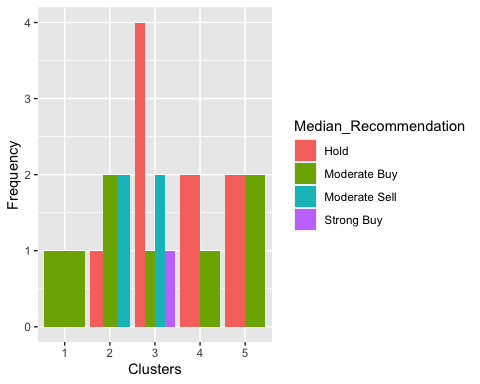 4
3
2
1
0
Frequency
1 2 3 4 5
Clusters
Median_Recommendation
Hold
Moderate Buy
Moderate Sell
Strong Buy